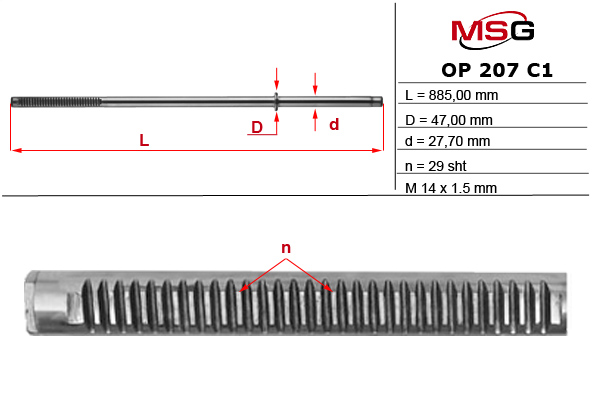 MSG
OP 207 C1
L = 885,00 mm
D = 47,00 mm
d = 27,70 mm
n = 29 sht
M 14 x 1.5 mm
D
d
L
n